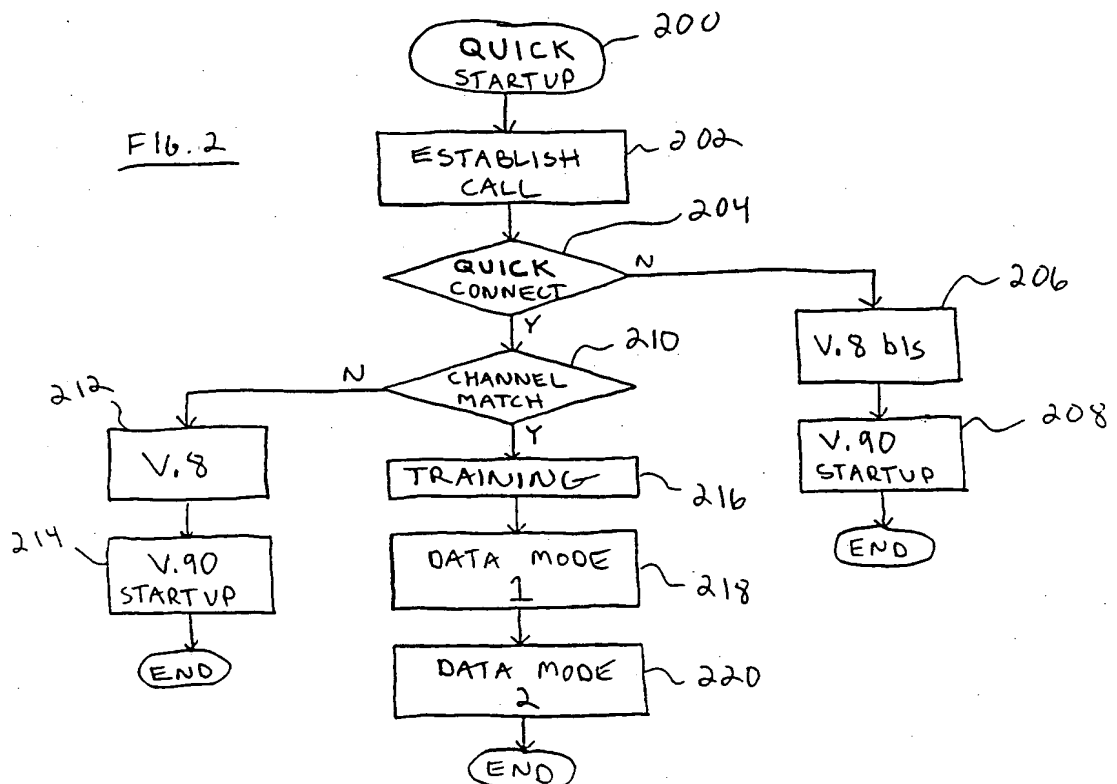 200
QUICK
STARTUP
FIG. 2
202
ESTABLISH
CALL
204
QUICK
CONNECT
N
Y
206
V.8 bis
210
CHANNEL
MATCH
N
Y
212
V.8
208
V.90
STARTUP
END
TRAINING
216
214
V.90
STARTUP
END
DATA MODE
1
218
DATA MODE
2
220
END